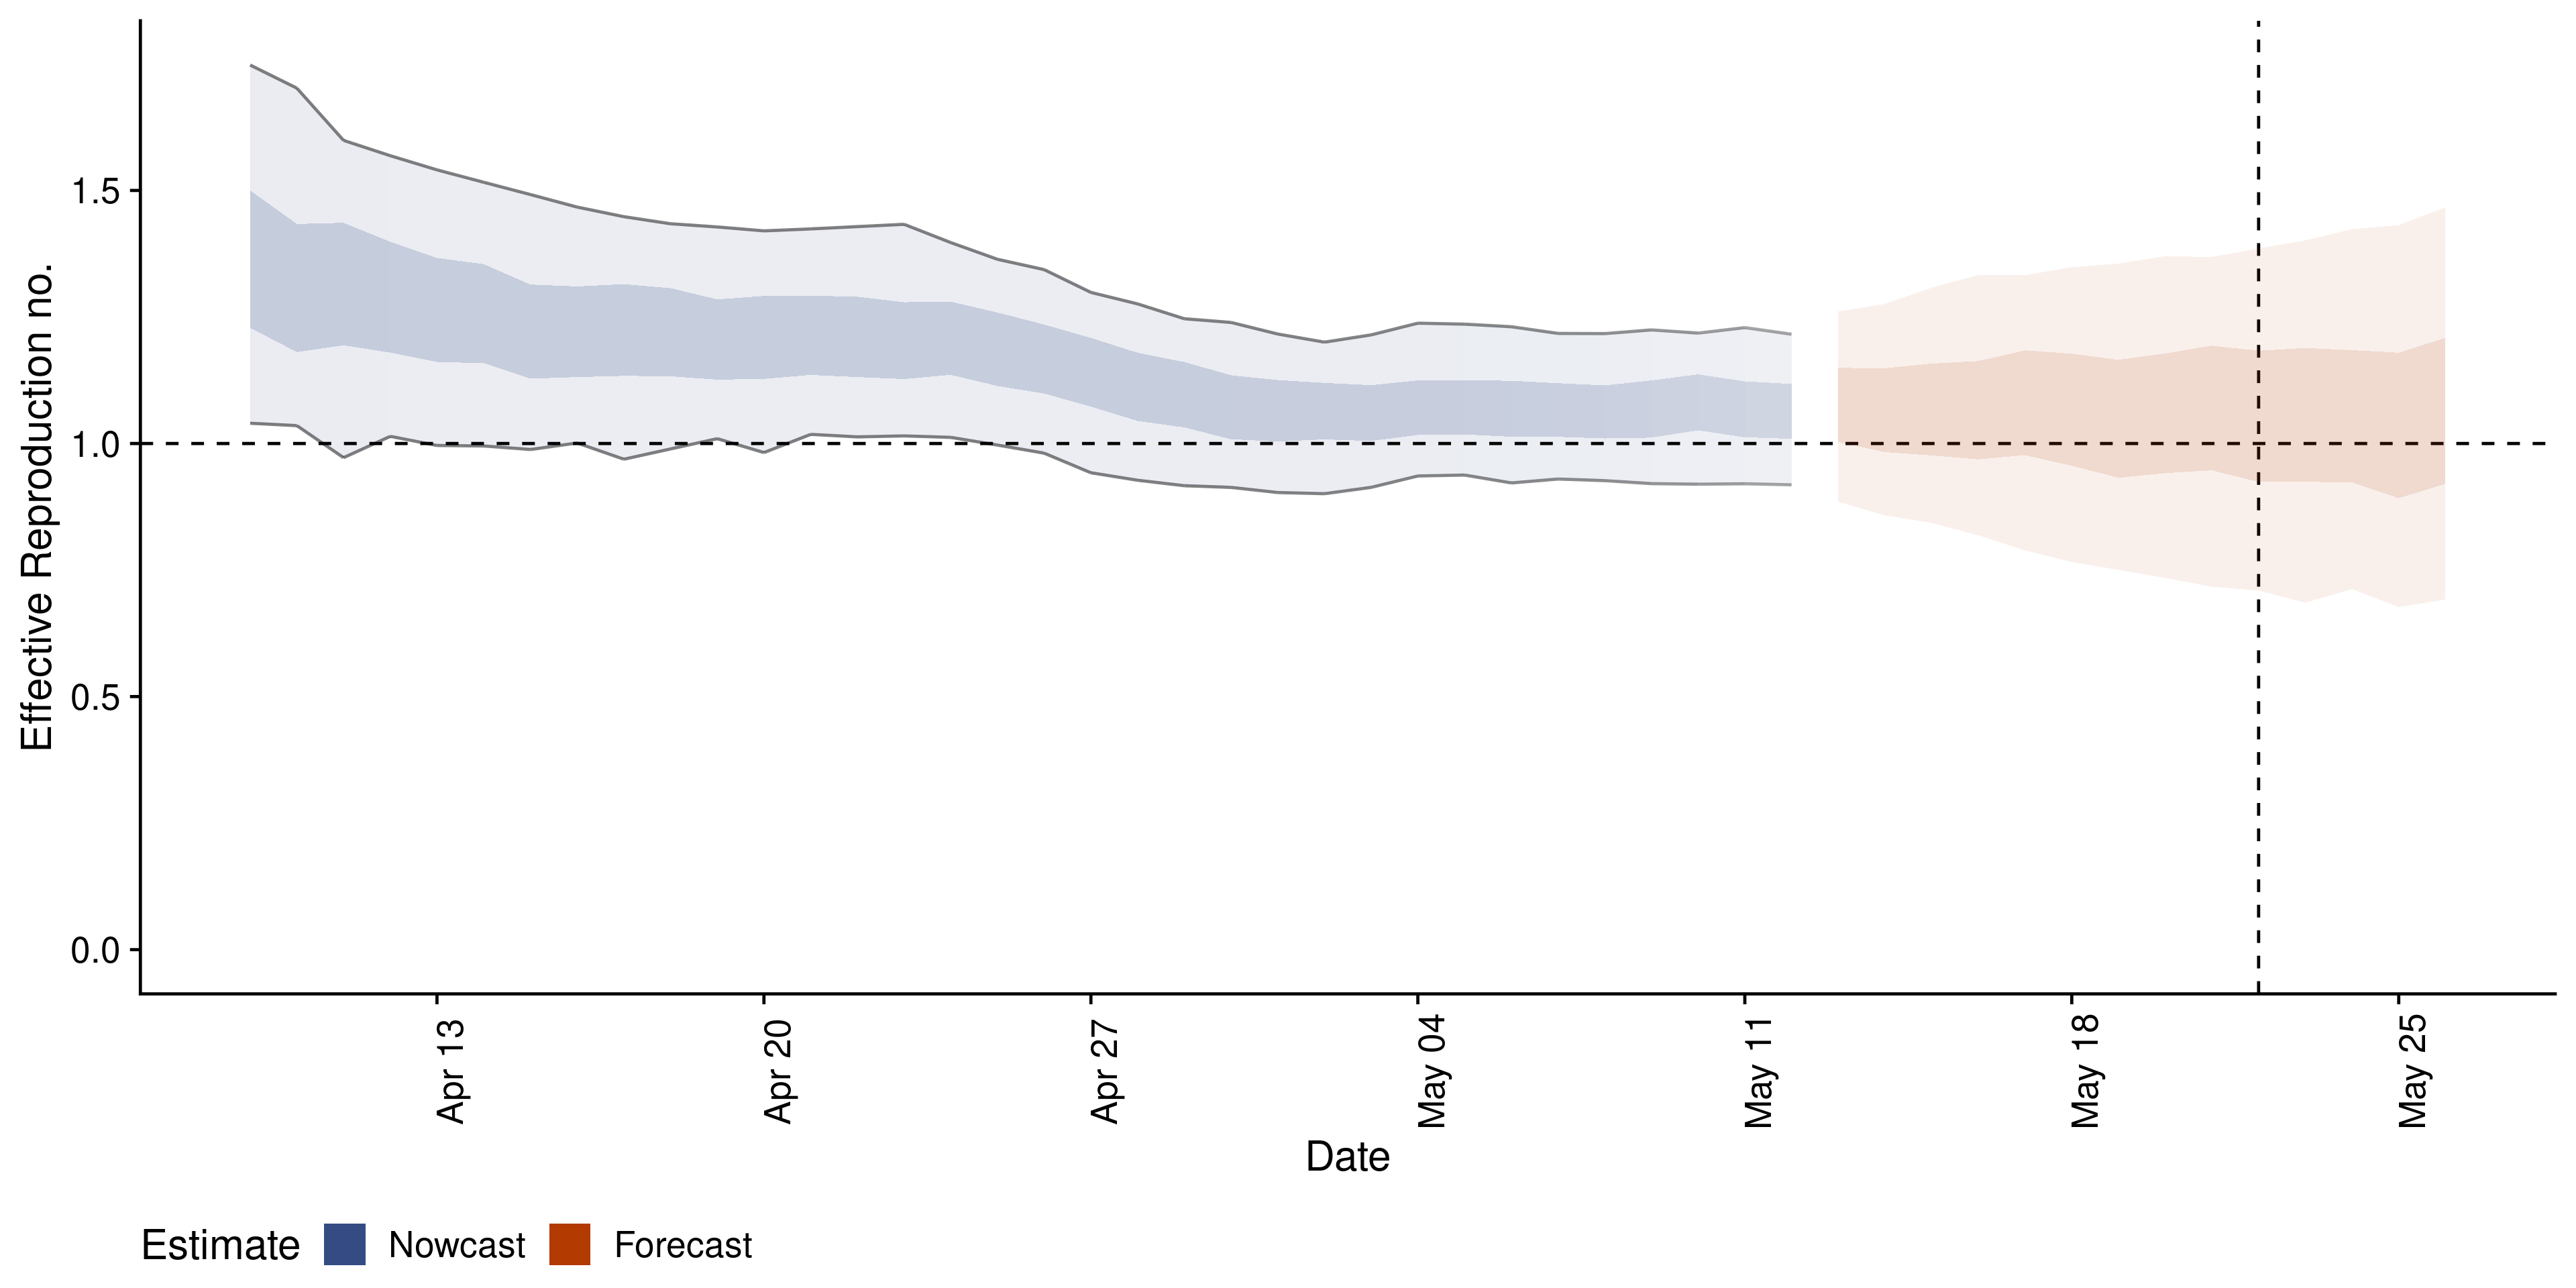 Effective Reproduction no.
1.5
1.0
0.5
0.0
Apr 13
Apr 20
Apr 27
May 04
May 11
May 18
May 25
Date
Estimate Nowcast Forecast